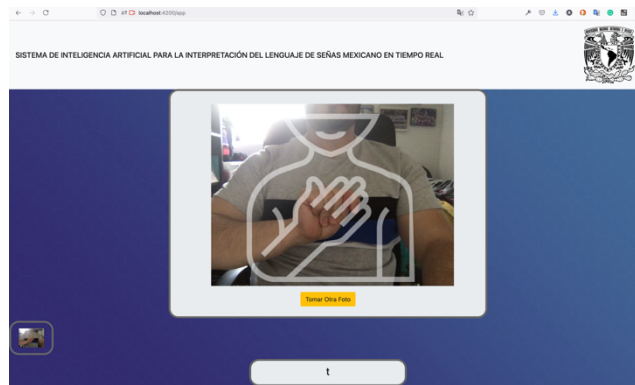 localhost:4200/app
SISTEMA DE INTELIGENCIA ARTIFICIAL PARA LA INTERPRETACIÓN DEL LENGUAJE DE SEÑAS MEXICANO EN TIEMPO REAL
Tomar Otra Foto
t